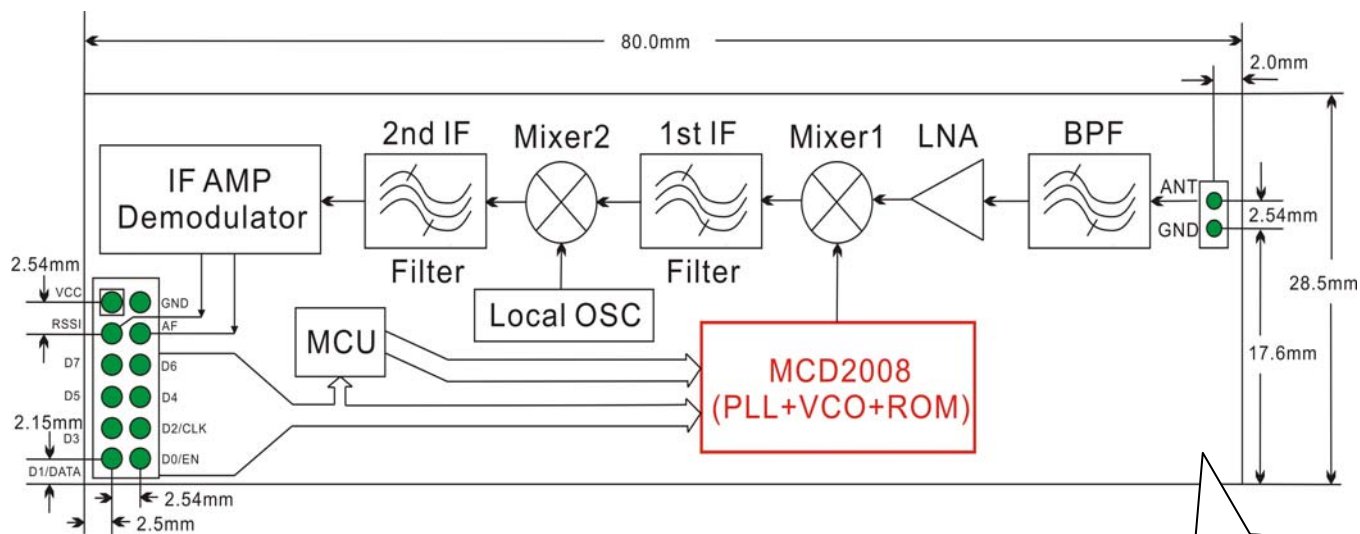 80.0mm
2.0mm
2nd IF
Mixer2
1st IF
Mixer1
LNA
BPF
IF AMP
Demodulator
ANT
GND
2.54mm
Filter
Filter
2.54mm
VCC
GND
RSSI
AF
D7
D6
D5
D4
2.15mm
D3
D2/CLK
D1/DATA
D0/EN
Local OSC
MCU
MCD2008
(PLL+VCO+ROM)
28.5mm
17.6mm
2.54mm
2.5mm